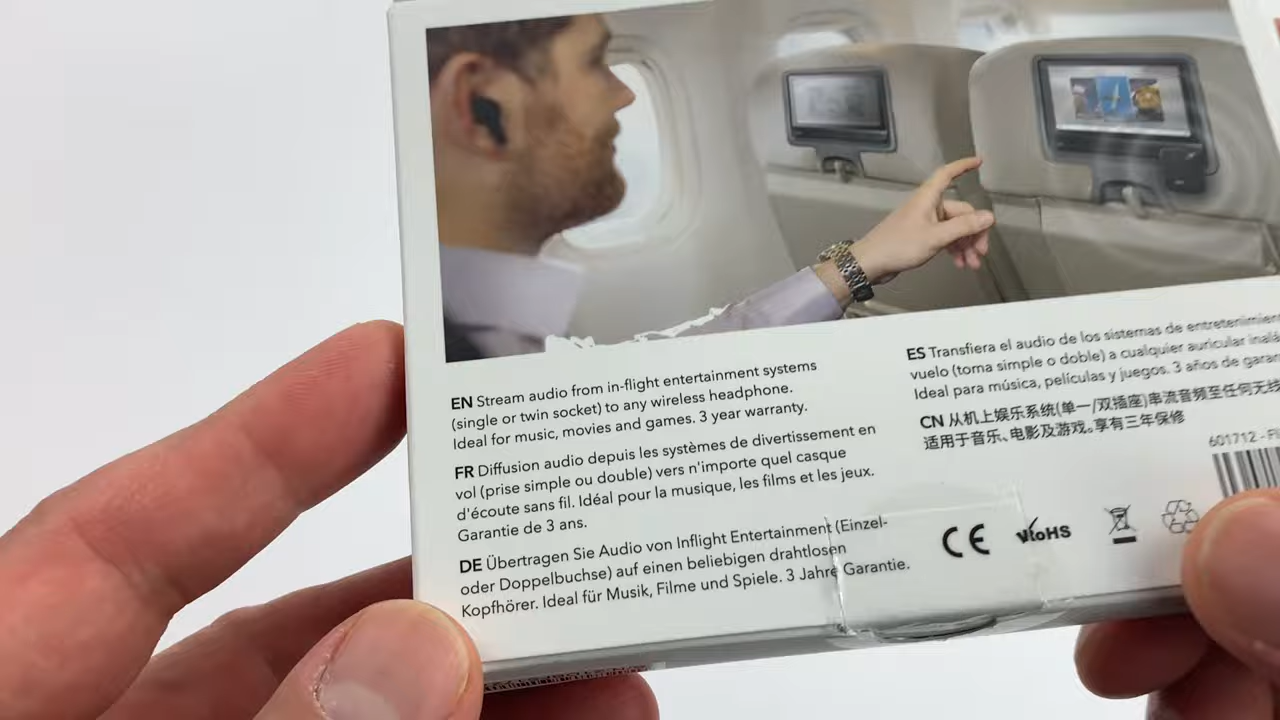 EN Stream audio from in-flight entertainment systems
(single or twin socket) to any wireless headphone.
Ideal for music, movies and games. 3 year warranty.
FR Diffusion audio depuis les systèmes de divertissement en
vol (prise simple ou double) vers n'importe quel casque
d'écoute sans fil. Idéal pour la musique, les films et les jeux.
Garantie de 3 ans.
DE Übertragen Sie Audio von Inflight Entertainment (Einzel-
oder Doppelbuchse) auf einen beliebigen drahtlosen
Kopfhörer. Ideal für Musik, Filme und Spiele. 3 Jahre Garantie.
ES Transfiera el audio de los sistemas de
vuelo (toma simple o doble) a cualquier auricular
Ideal para música, películas y juegos. 3 años de
CN 从机上娱乐系统(单一/双插座)串流音频至任何无线
适用于音乐、电影及游戏。享有三年保修
601712 -
CE RoHS